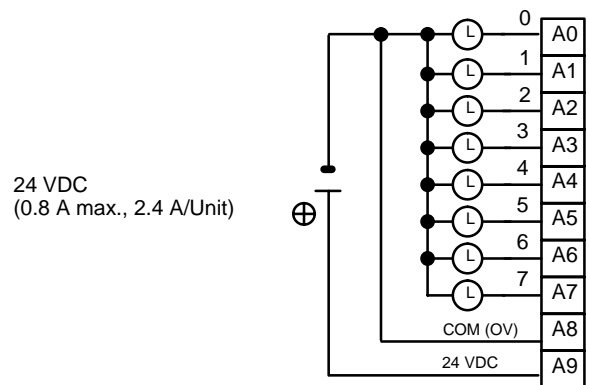 0 L A0
1 L A1
2 L A2
3 L A3
4 L A4
5 L A5
6 L A6
7 L A7
24 VDC
(0.8 A max., 2.4 A/Unit)
COM (OV) A8
24 VDC A9